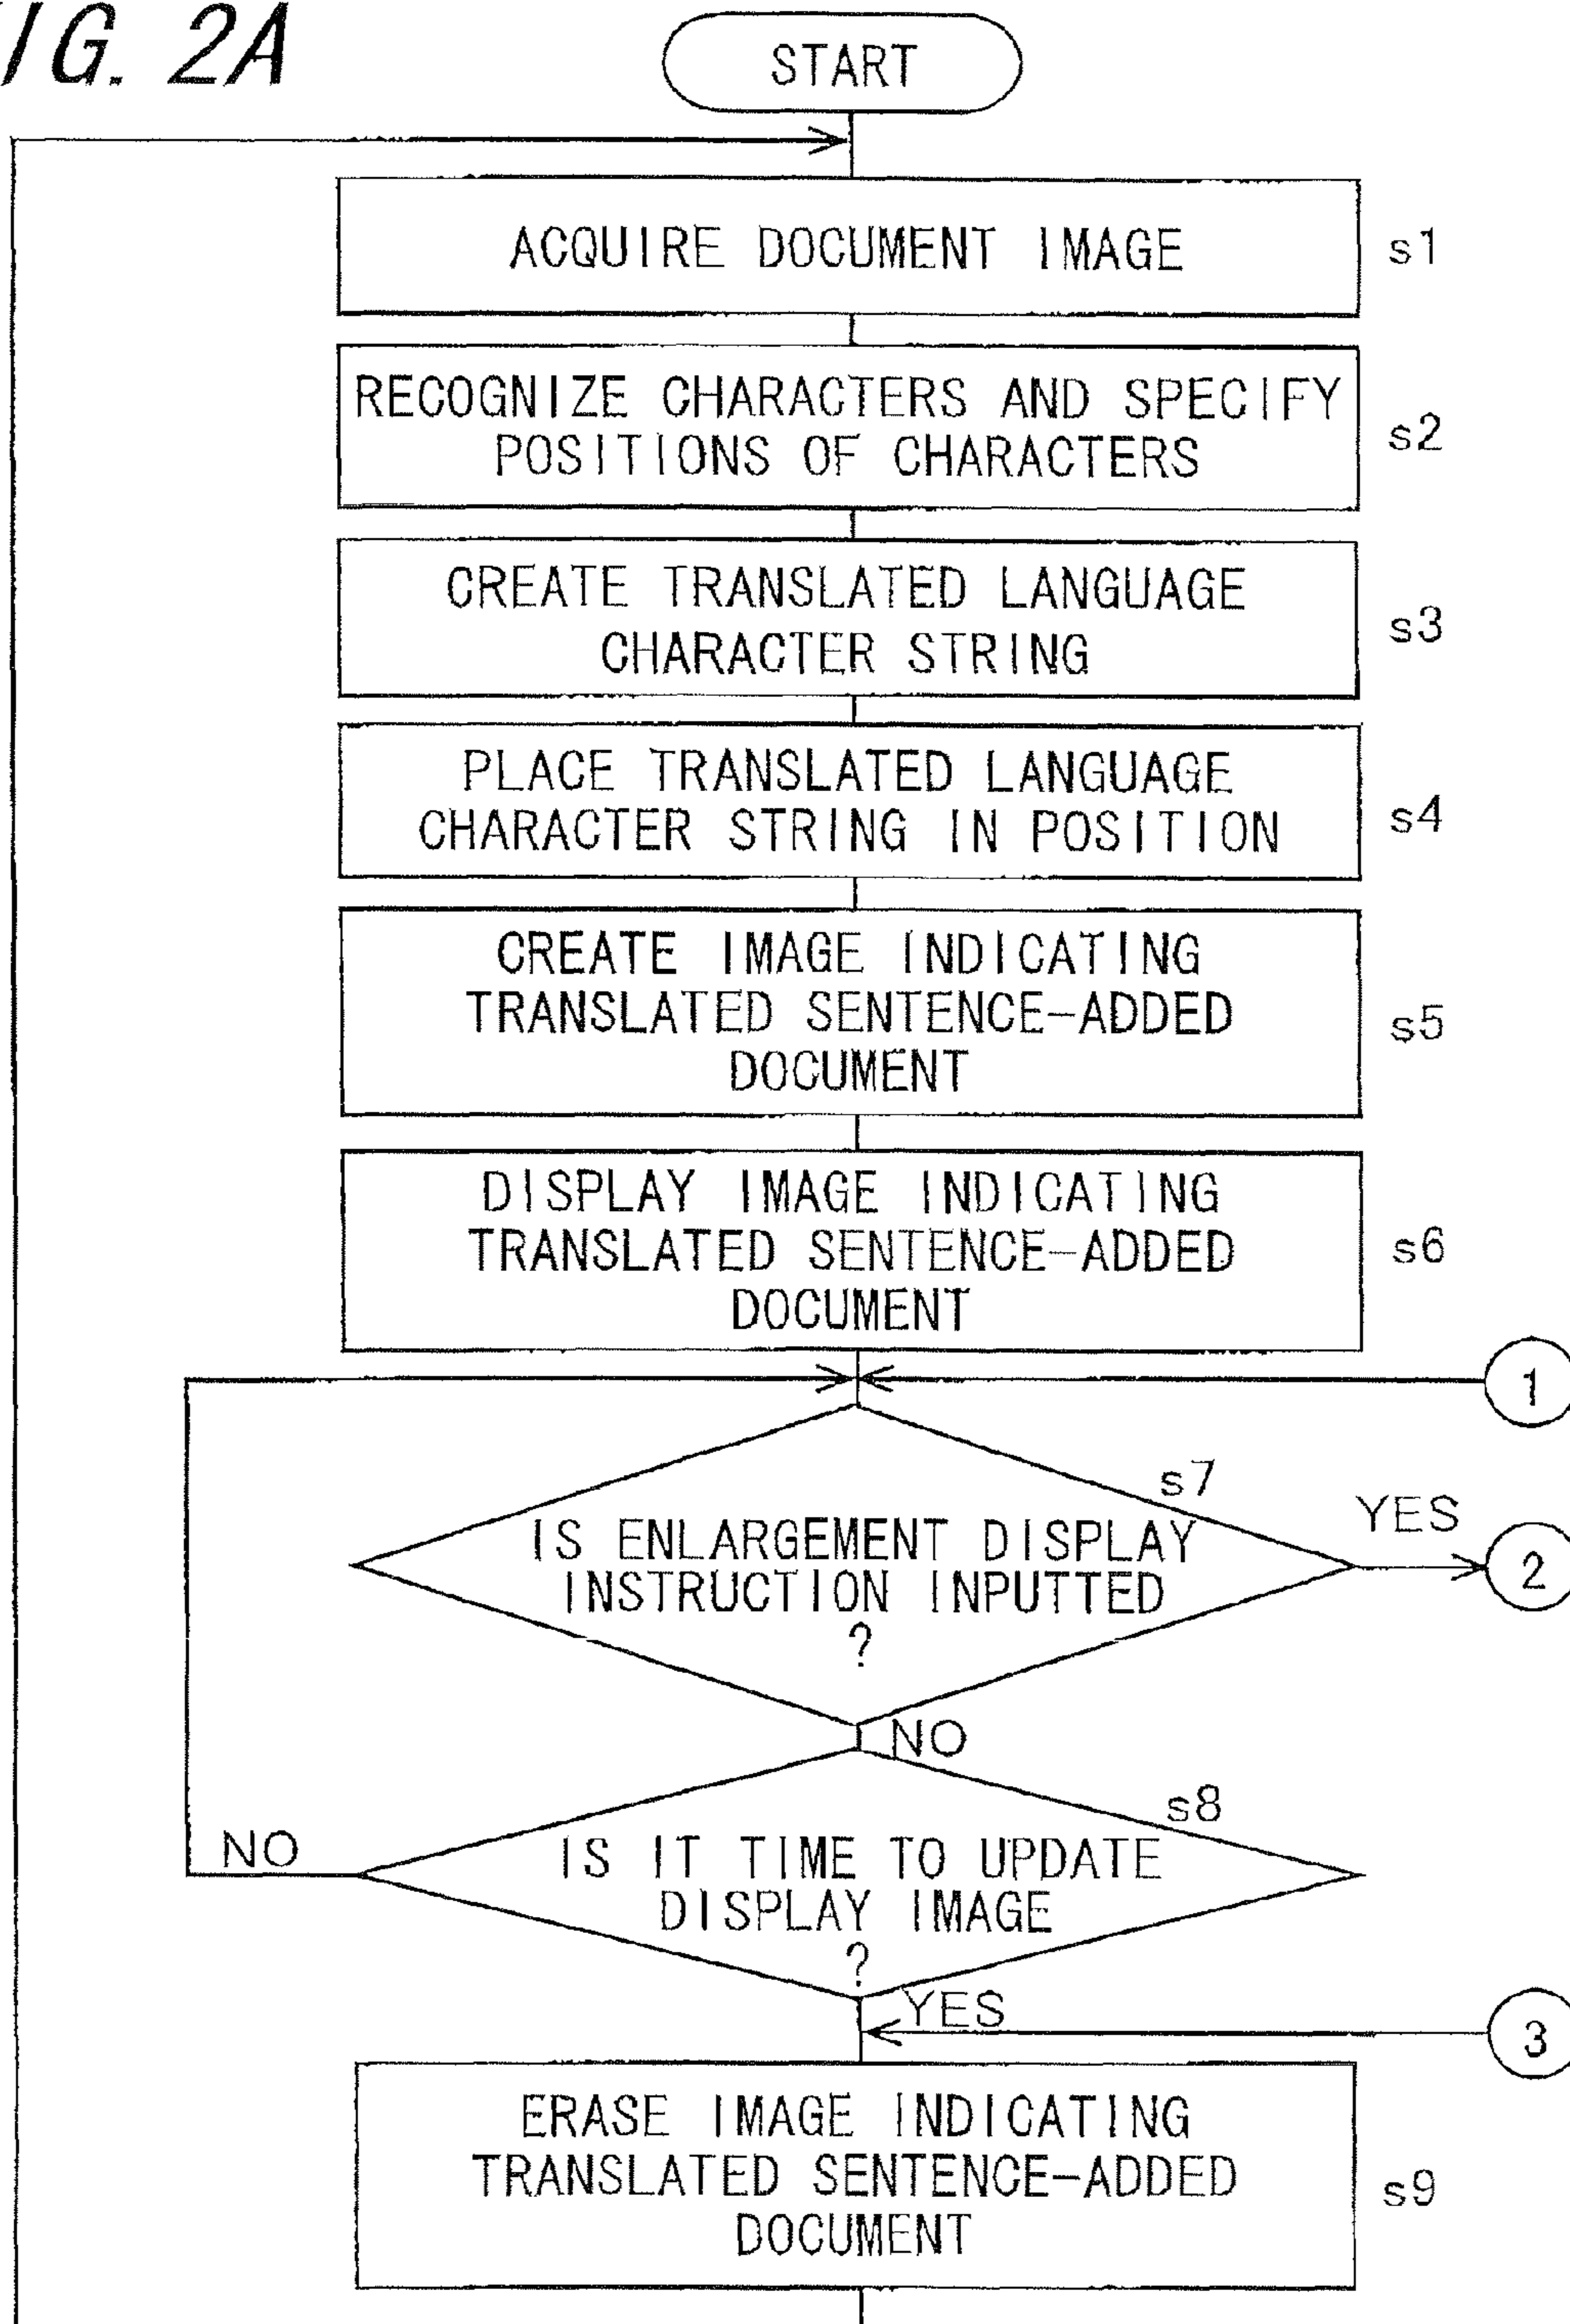 IG. 2A
START
ACQUIRE DOCUMENT IMAGE
s1
RECOGNIZE CHARACTERS AND SPECIFY
POSITIONS OF CHARACTERS
s2
CREATE TRANSLATED LANGUAGE
CHARACTER STRING
s3
PLACE TRANSLATED LANGUAGE
CHARACTER STRING IN POSITION
s4
CREATE IMAGE INDICATING
TRANSLATED SENTENCE-ADDED
DOCUMENT
s5
DISPLAY IMAGE INDICATING
TRANSLATED SENTENCE-ADDED
DOCUMENT
s6
1
s7
IS ENLARGEMENT DISPLAY
INSTRUCTION INPUTTED
?
YES
2
NO
s8
IS IT TIME TO UPDATE
DISPLAY IMAGE
?
NO
YES
3
ERASE IMAGE INDICATING
TRANSLATED SENTENCE-ADDED
DOCUMENT
s9